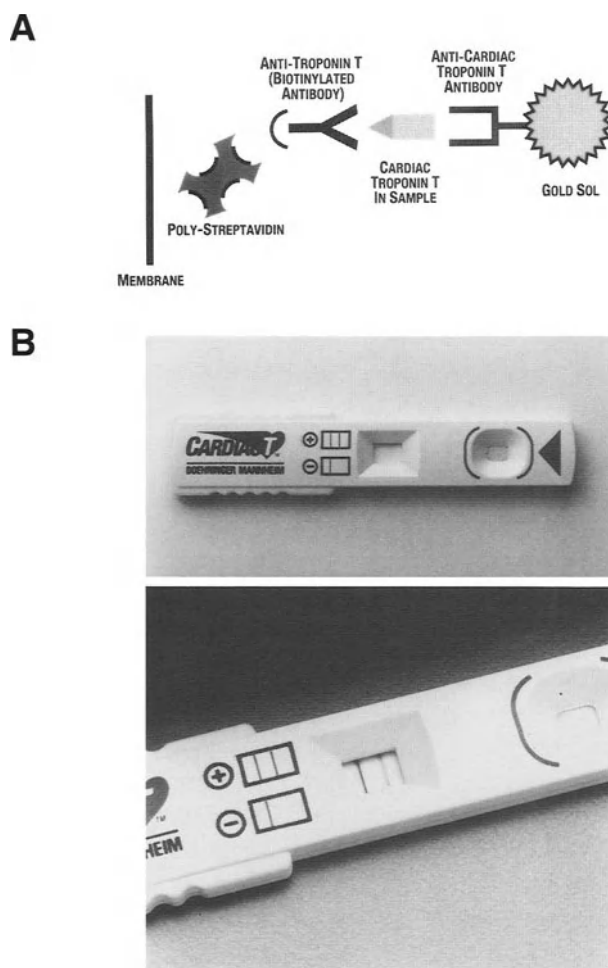 A
ANTI-TROPONIN T
(BIOTINYLATED
ANTIBODY)
ANTI-CARDIAC
TROPONIN T
ANTIBODY
CARDIAC
TROPONIN T
IN SAMPLE
GOLD SOL
POLY-STREPTAVIDIN
MEMBRANE
B
CARDIAC T
BOEHRINGER MANNHEIM
+
−
+
−
TM
HEIM